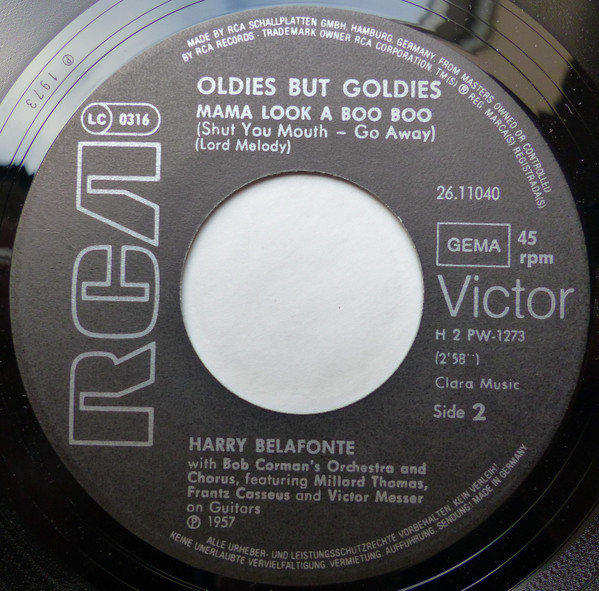 MADE BY RCA SCHALLPLATTEN GMBH, HAMBURG, GERMANY, FROM MASTERS OWNED OR CONTROLLED
BY RCA RECORDS · TRADEMARK OWNER RCA CORPORATION, TM(S) ® REG MARCA(S) REGISTRADA(S)
℗ 1973
OLDIES BUT GOLDIES
MAMA LOOK A BOO BOO
(Shut You Mouth – Go Away)
(Lord Melody)
LC 0316
RCA
26.11040
GEMA 45
rpm
Victor
H 2 PW-1273
(2'58'')
Clara Music
Side 2
HARRY BELAFONTE
with Bob Corman's Orchestra and
Chorus, featuring Millard Thomas,
Frantz Casseus and Victor Messer
on Guitars
℗ 1957
ALLE URHEBER- UND LEISTUNGSSCHUTZRECHTE VORBEHALTEN. KEIN VERLEIH!
KEINE UNERLAUBTE VERVIELFÄLTIGUNG, VERMIETUNG, AUFFÜHRUNG, SENDUNG! MADE IN GERMANY